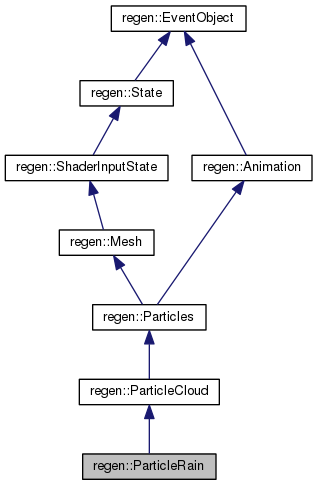 regen::EventObject
regen::State
regen::ShaderInputState
regen::Animation
regen::Mesh
regen::Particles
regen::ParticleCloud
regen::ParticleRain